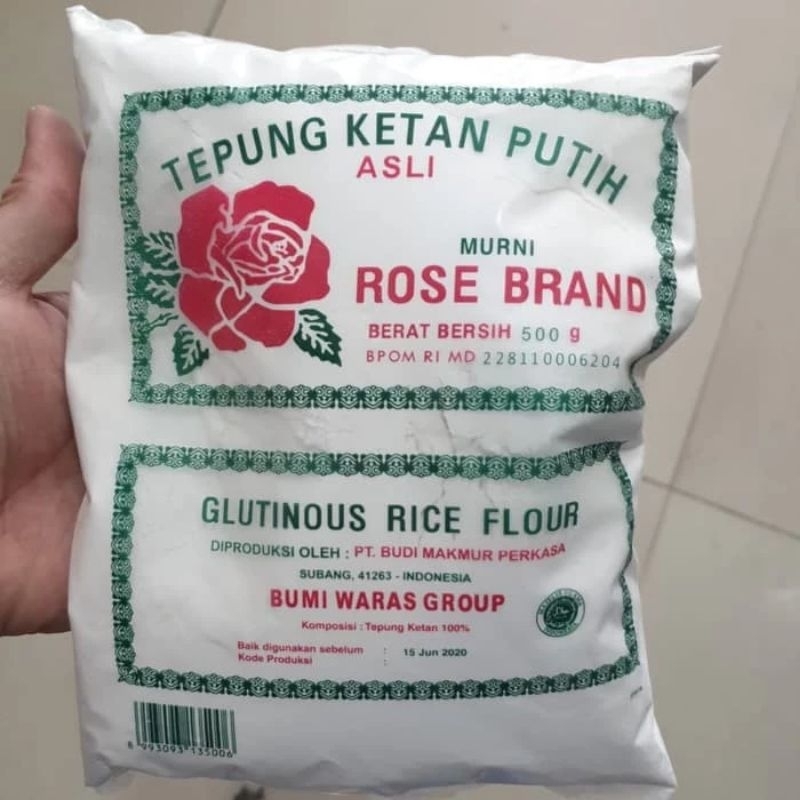 TEPUNG KETAN PUTIH
ASLI
MURNI
ROSE BRAND
BERAT BERSIH 500 g
BPOM RI MD 228110006204
GLUTINOUS RICE FLOUR
DIPRODUKSI OLEH : PT. BUDI MAKMUR PERKASA
SUBANG, 41263 - INDONESIA
BUMI WARAS GROUP
Komposisi : Tepung Ketan 100%
Baik digunakan sebelum : 15 Jun 2020
Kode Produksi :
8 993093 135006